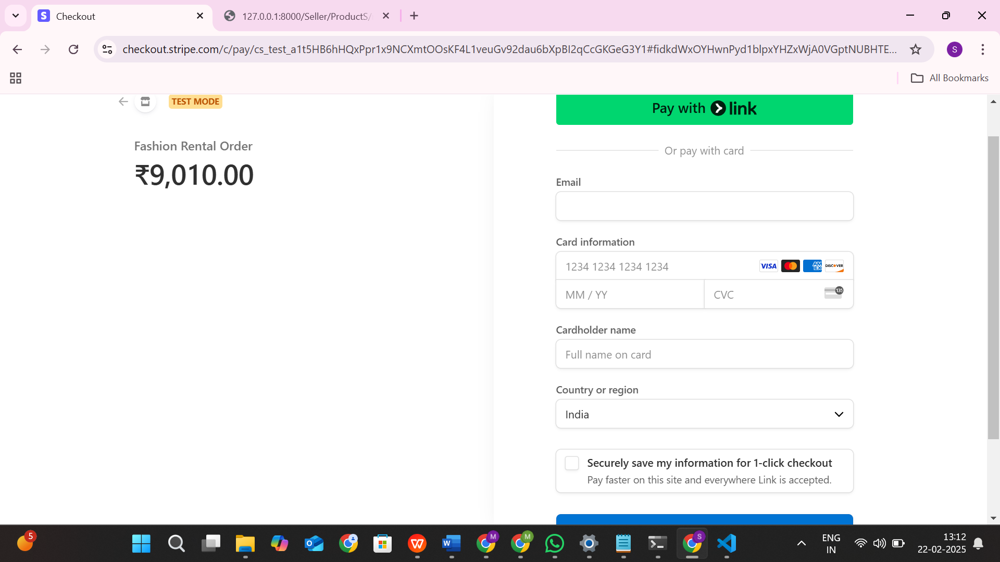 Checkout
127.0.0.1:8000/Seller/ProductS/
checkout.stripe.com/c/pay/cs_test_a1t5HB6hHQxPpr1x9NCXmtOOsKF4L1veuGv92dau6bXpBI2qCcGKGeG3Y1#fidkdWxOYHwnPyd1blpxYHZxWjA0VGptNUBHTE...
S
All Bookmarks
TEST MODE
Fashion Rental Order
₹9,010.00
Pay with link
Or pay with card
Email
Card information
1234 1234 1234 1234
VISA
AMEX
DISCOVER
MM / YY
CVC
135
Cardholder name
Full name on card
Country or region
India
Securely save my information for 1-click checkout
Pay faster on this site and everywhere Link is accepted.
5
M
M
S
ENG
IN
13:12
22-02-2025